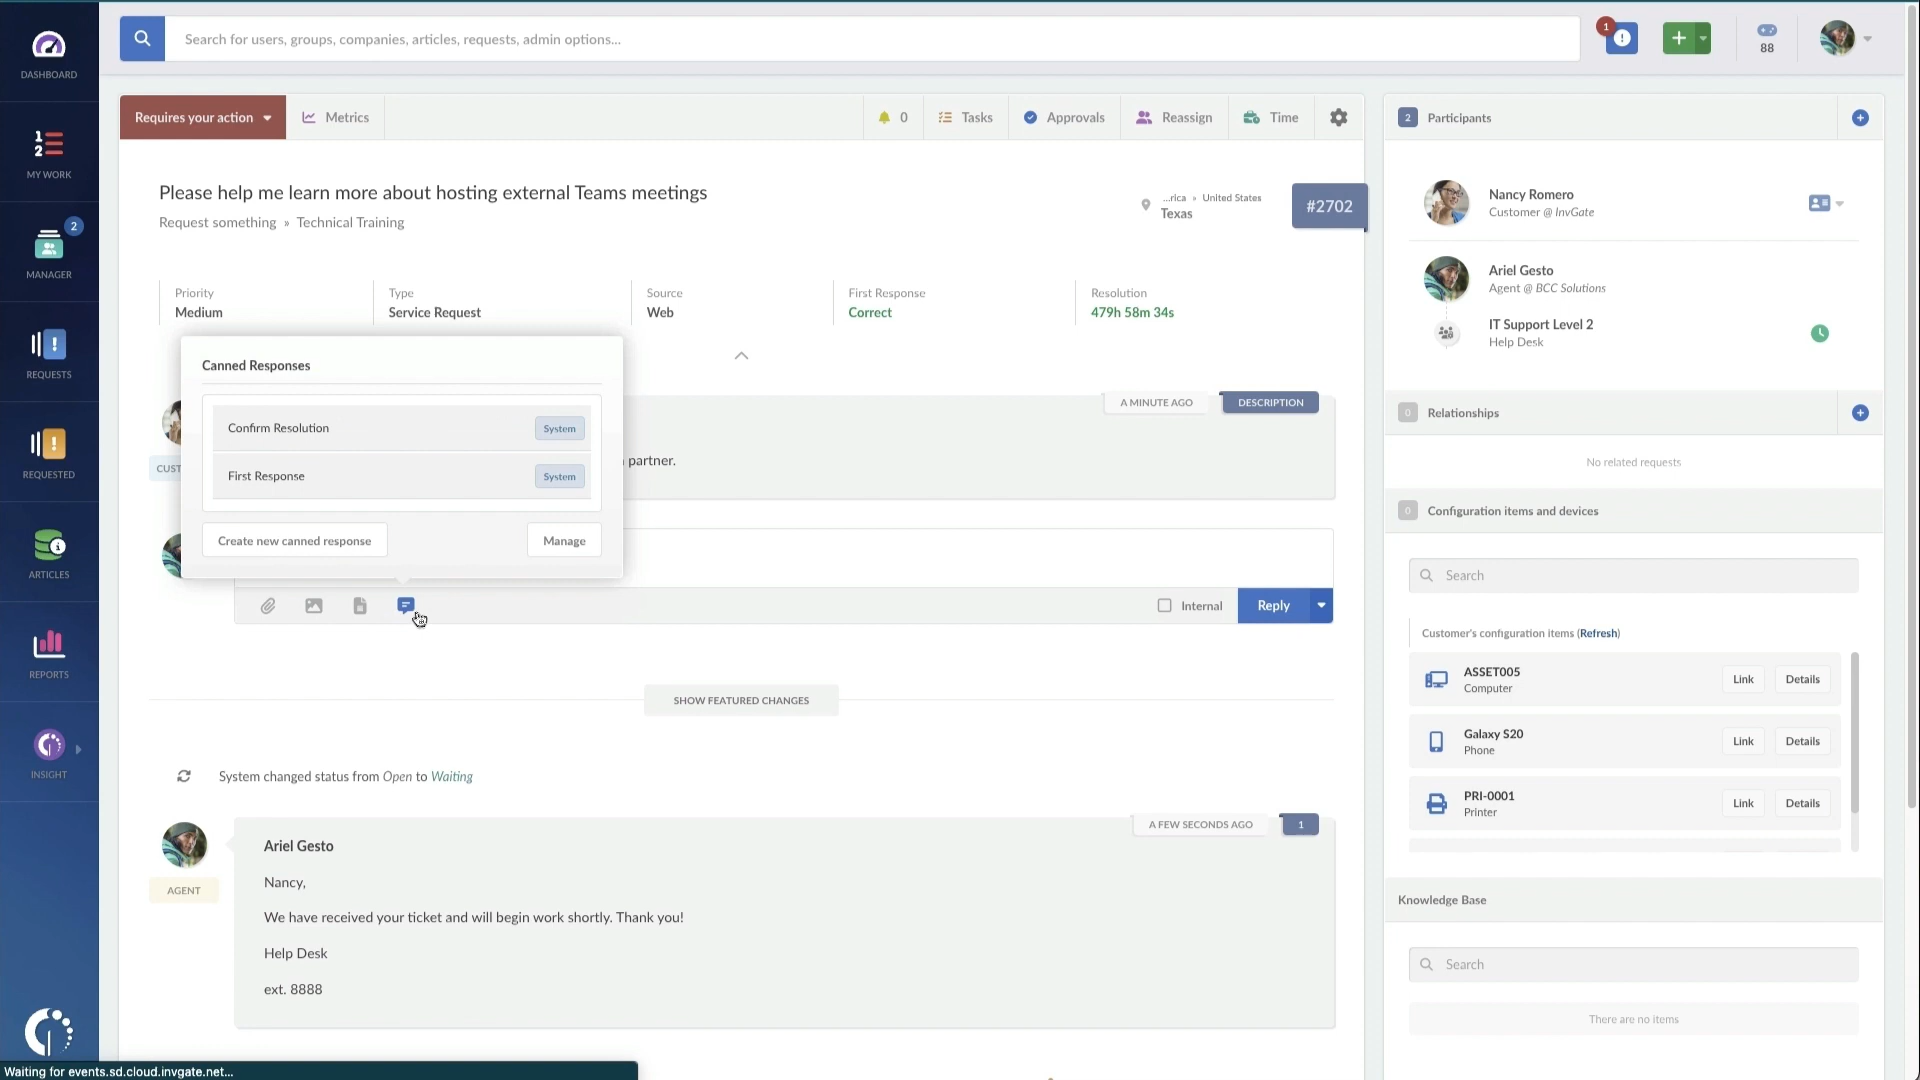 DASHBOARD
MY WORK
2
MANAGER
REQUESTS
REQUESTED
ARTICLES
REPORTS
INSIGHT
Search for users, groups, companies, articles, requests, admin options...
1
88
Requires your action
Metrics
0
Tasks
Approvals
Reassign
Time
Please help me learn more about hosting external Teams meetings
Request something » Technical Training
...rica » United States
Texas
#2702
Priority
Medium
Type
Service Request
Source
Web
First Response
Correct
Resolution
479h 58m 34s
Canned Responses
Confirm Resolution
System
First Response
System
Create new canned response
Manage
A MINUTE AGO
DESCRIPTION
CUST
partner.
Internal
Reply
SHOW FEATURED CHANGES
System changed status from Open to Waiting
A FEW SECONDS AGO
1
AGENT
Ariel Gesto
Nancy,
We have received your ticket and will begin work shortly. Thank you!
Help Desk
ext. 8888
2
Participants
Nancy Romero
Customer @ InvGate
Ariel Gesto
Agent @ BCC Solutions
IT Support Level 2
Help Desk
0
Relationships
No related requests
0
Configuration items and devices
Search
Customer's configuration items (Refresh)
ASSET005
Computer
Link
Details
Galaxy S20
Phone
Link
Details
PRI-0001
Printer
Link
Details
Knowledge Base
Search
There are no items
Waiting for events.sd.cloud.invgate.net...